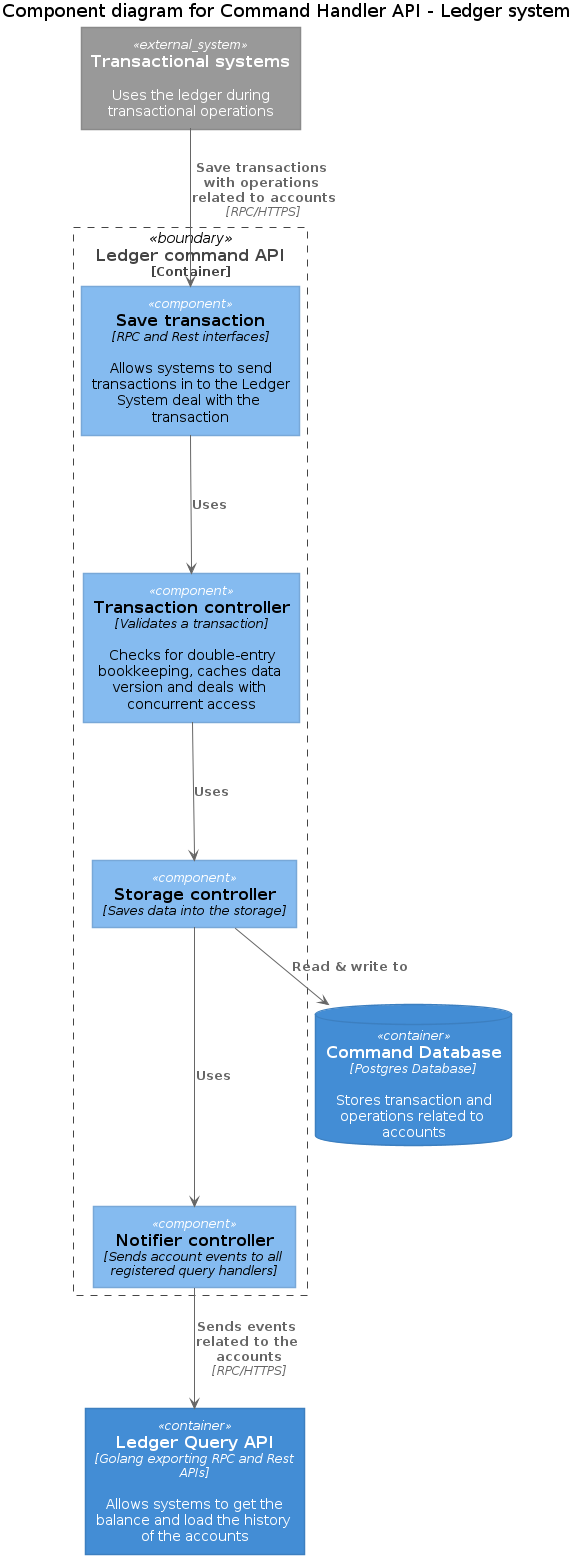 Component diagram for Command Handler API - Ledger system
«external_system»
Transactional systems
Uses the ledger during
transactional operations
Save transactions
with operations
related to accounts
[RPC/HTTPS]
«boundary»
Ledger command API
[Container]
«component»
Save transaction
[RPC and Rest interfaces]
Allows systems to send
transactions in to the Ledger
System deal with the
transaction
Uses
«component»
Transaction controller
[Validates a transaction]
Checks for double-entry
bookkeeping, caches data
version and deals with
concurrent access
Uses
«component»
Storage controller
[Saves data into the storage]
Read & write to
«container»
Command Database
[Postgres Database]
Stores transaction and
operations related to
accounts
Uses
«component»
Notifier controller
[Sends account events to all
registered query handlers]
Sends events
related to the
accounts
[RPC/HTTPS]
«container»
Ledger Query API
[Golang exporting RPC and Rest
APIs]
Allows systems to get the
balance and load the history
of the accounts